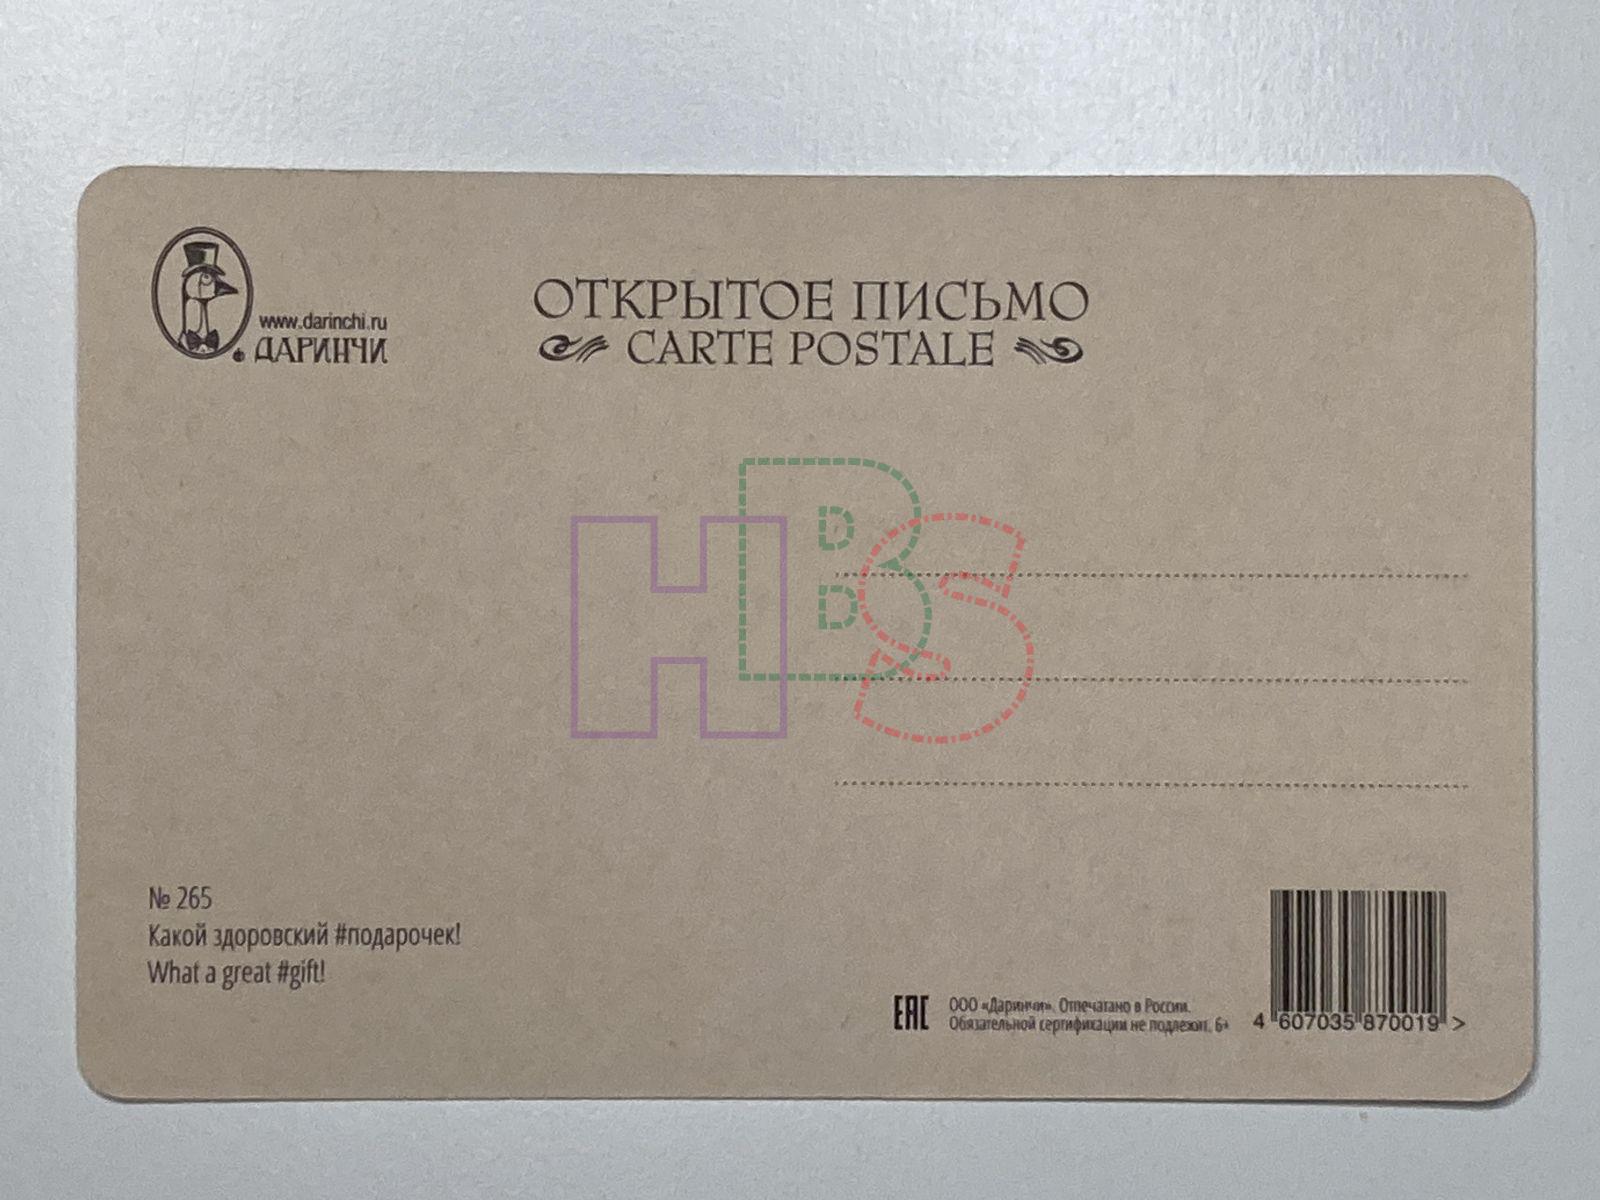 www.darinchi.ru
ДАРИНЧИ
ОТКРЫТОЕ ПИСЬМО
CARTE POSTALE
HBS
№ 265
Какой здоровский #подарочек!
What a great #gift!
EAC
ООО «Даринчи». Отпечатано в России.
Обязательной сертификации не подлежит. 6+
4 607035 870019 >